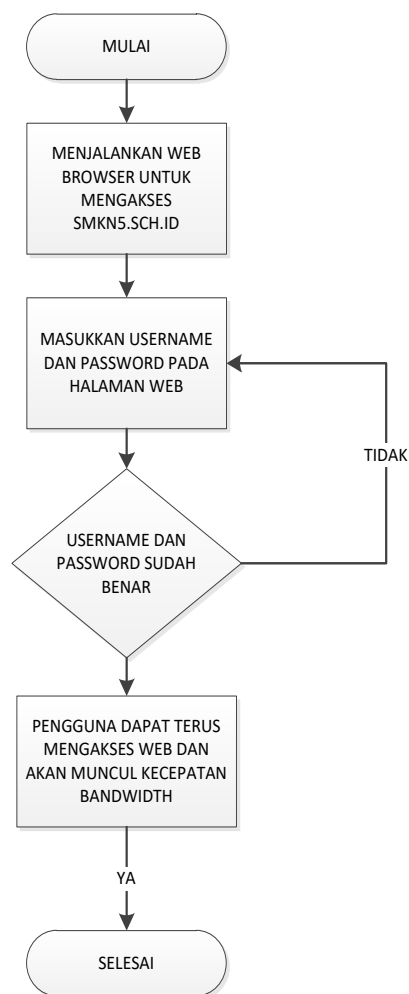 MULAI
MENJALANKAN WEB
BROWSER UNTUK
MENGAKSES
SMKN5.SCH.ID
MASUKKAN USERNAME
DAN PASSWORD PADA
HALAMAN WEB
TIDAK
USERNAME DAN
PASSWORD SUDAH
BENAR
PENGGUNA DAPAT TERUS
MENGAKSES WEB DAN
AKAN MUNCUL KECEPATAN
BANDWIDTH
YA
SELESAI